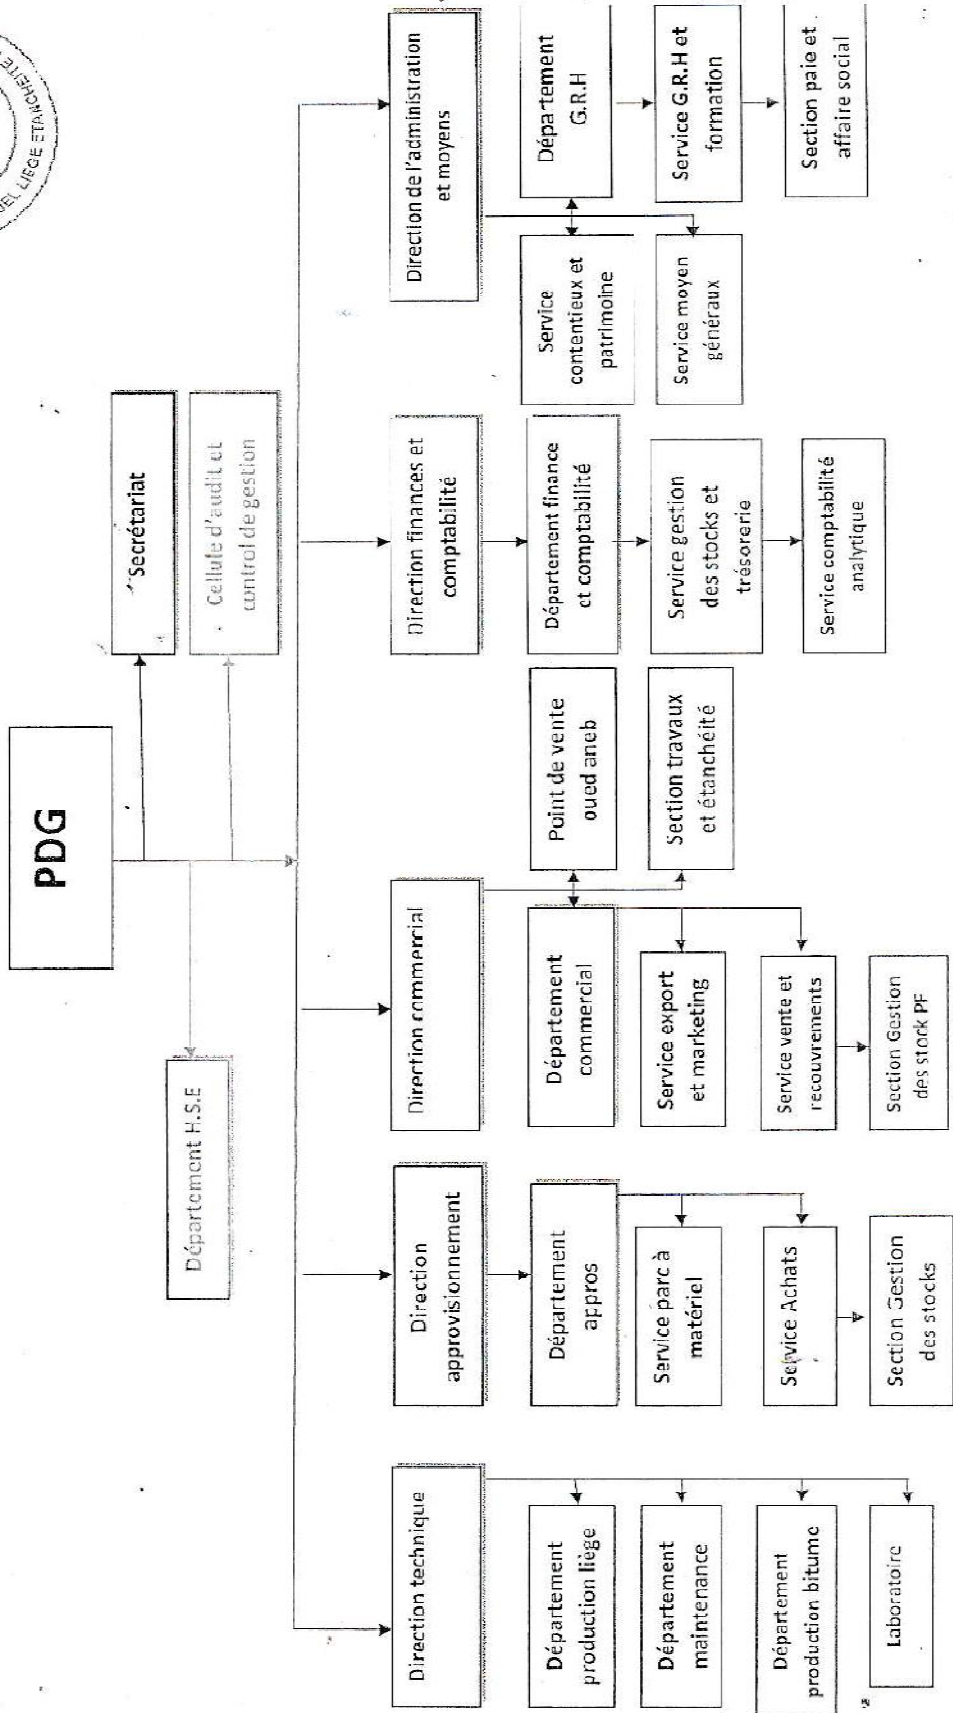 LIEGE ETANCHEITE
PDG
Secrétariat
Cellule d'audit et
control de gestion
Département H.S.E
Direction technique
Direction
approvisionnement
Direction commercial
Direction finances et
comptabilité
Direction de l'administration
et moyens
Département
production liège
Département
maintenance
Département
production bitume
Laboratoire
Département
appros
Service parc à
matériel
Service Achats
Section Gestion
des stocks
Département
commercial
Point de vente
oued aneb
Service export
et marketing
Section travaux
et étanchéité
Service vente et
recouvrements
Section Gestion
des stock PF
Département finance
et comptabilité
Service gestion
des stocks et
trésorerie
Service comptabilité
analytique
Service
contentieux et
patrimoine
Département
G.R.H
Service moyen
généraux
Service G.R.H et
formation
Section paie et
affaire social